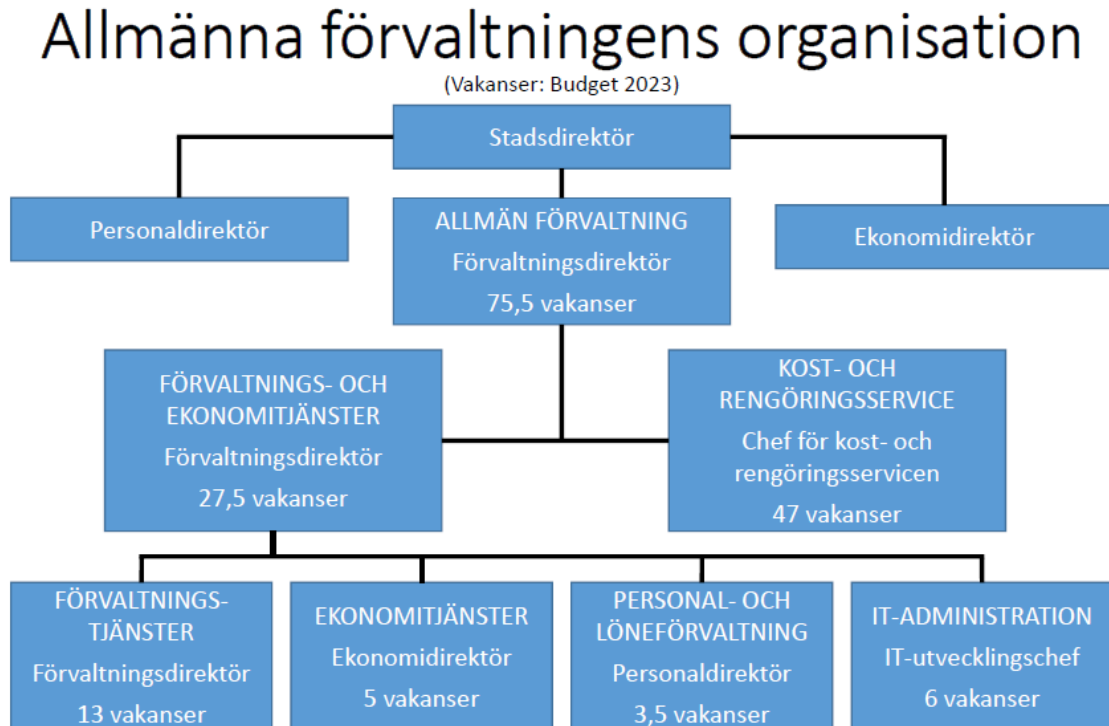 Allmänna förvaltningens organisation
(Vakanser: Budget 2023)
Stadsdirektör
Personaldirektör
ALLMÄN FÖRVALTNING
Förvaltningsdirektör
75,5 vakanser
Ekonomidirektör
FÖRVALTNINGS- OCH
EKONOMITJÄNSTER
Förvaltningsdirektör
27,5 vakanser
KOST- OCH
RENGÖRINGSSERVICE
Chef för kost- och
rengöringsservicen
47 vakanser
FÖRVALTNINGS-
TJÄNSTER
Förvaltningsdirektör
13 vakanser
EKONOMITJÄNSTER
Ekonomidirektör
5 vakanser
PERSONAL- OCH
LÖNEFÖRVALTNING
Personaldirektör
3,5 vakanser
IT-ADMINISTRATION
IT-utvecklingschef
6 vakanser